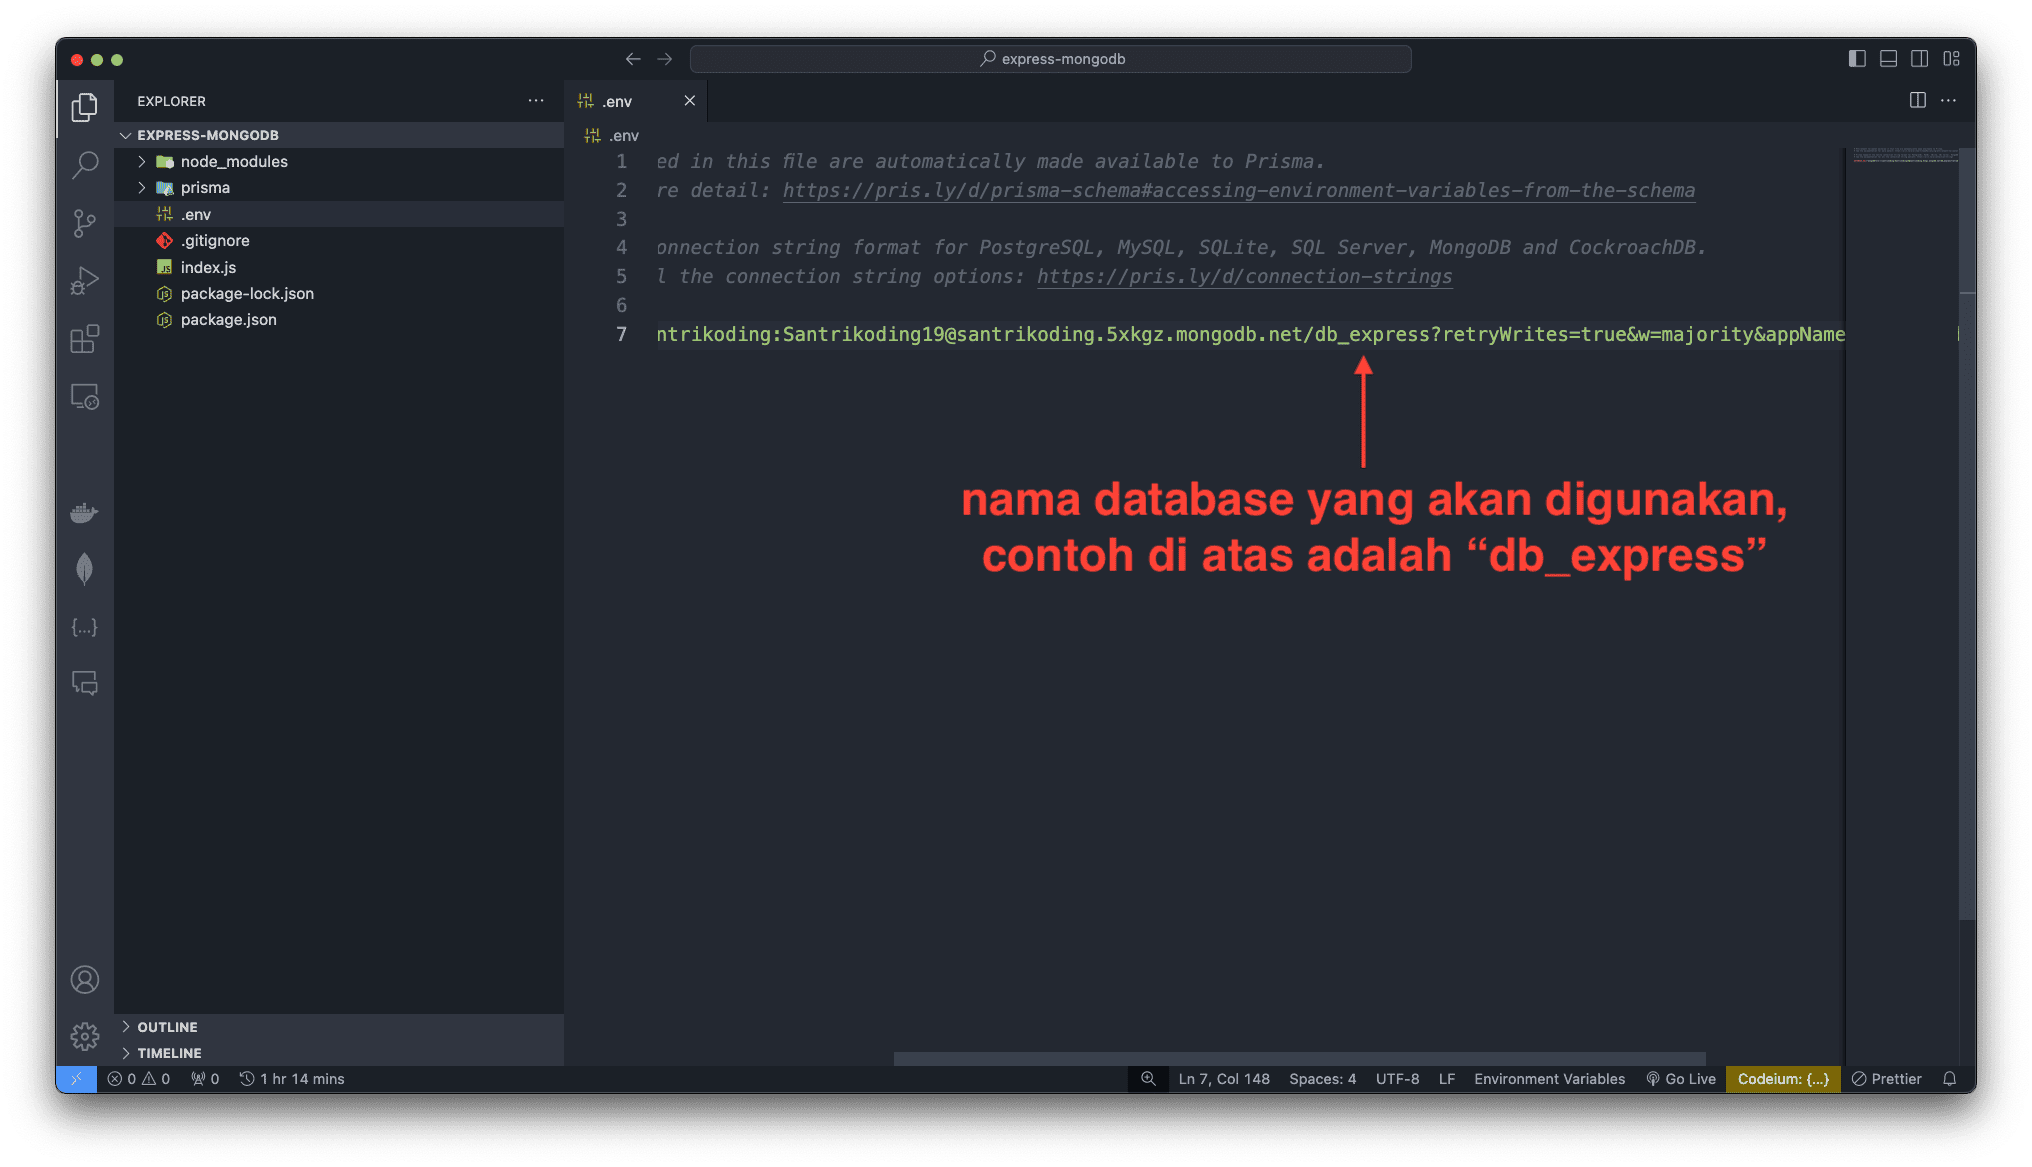 express-mongodb
EXPLORER
.env
EXPRESS-MONGODB
node_modules
prisma
.env
.gitignore
index.js
package-lock.json
package.json
OUTLINE
TIMELINE
.env
1 ed in this file are automatically made available to Prisma.
2 re detail: https://pris.ly/d/prisma-schema#accessing-environment-variables-from-the-schema
3
4 onnection string format for PostgreSQL, MySQL, SQLite, SQL Server, MongoDB and CockroachDB.
5 l the connection string options: https://pris.ly/d/connection-strings
6
7 ntrikoding:Santrikoding19@santrikoding.5xkgz.mongodb.net/db_express?retryWrites=true&w=majority&appName
nama database yang akan digunakan,
contoh di atas adalah “db_express”
0 0 0 1 hr 14 mins Ln 7, Col 148 Spaces: 4 UTF-8 LF Environment Variables Go Live Codeium: {...} Prettier